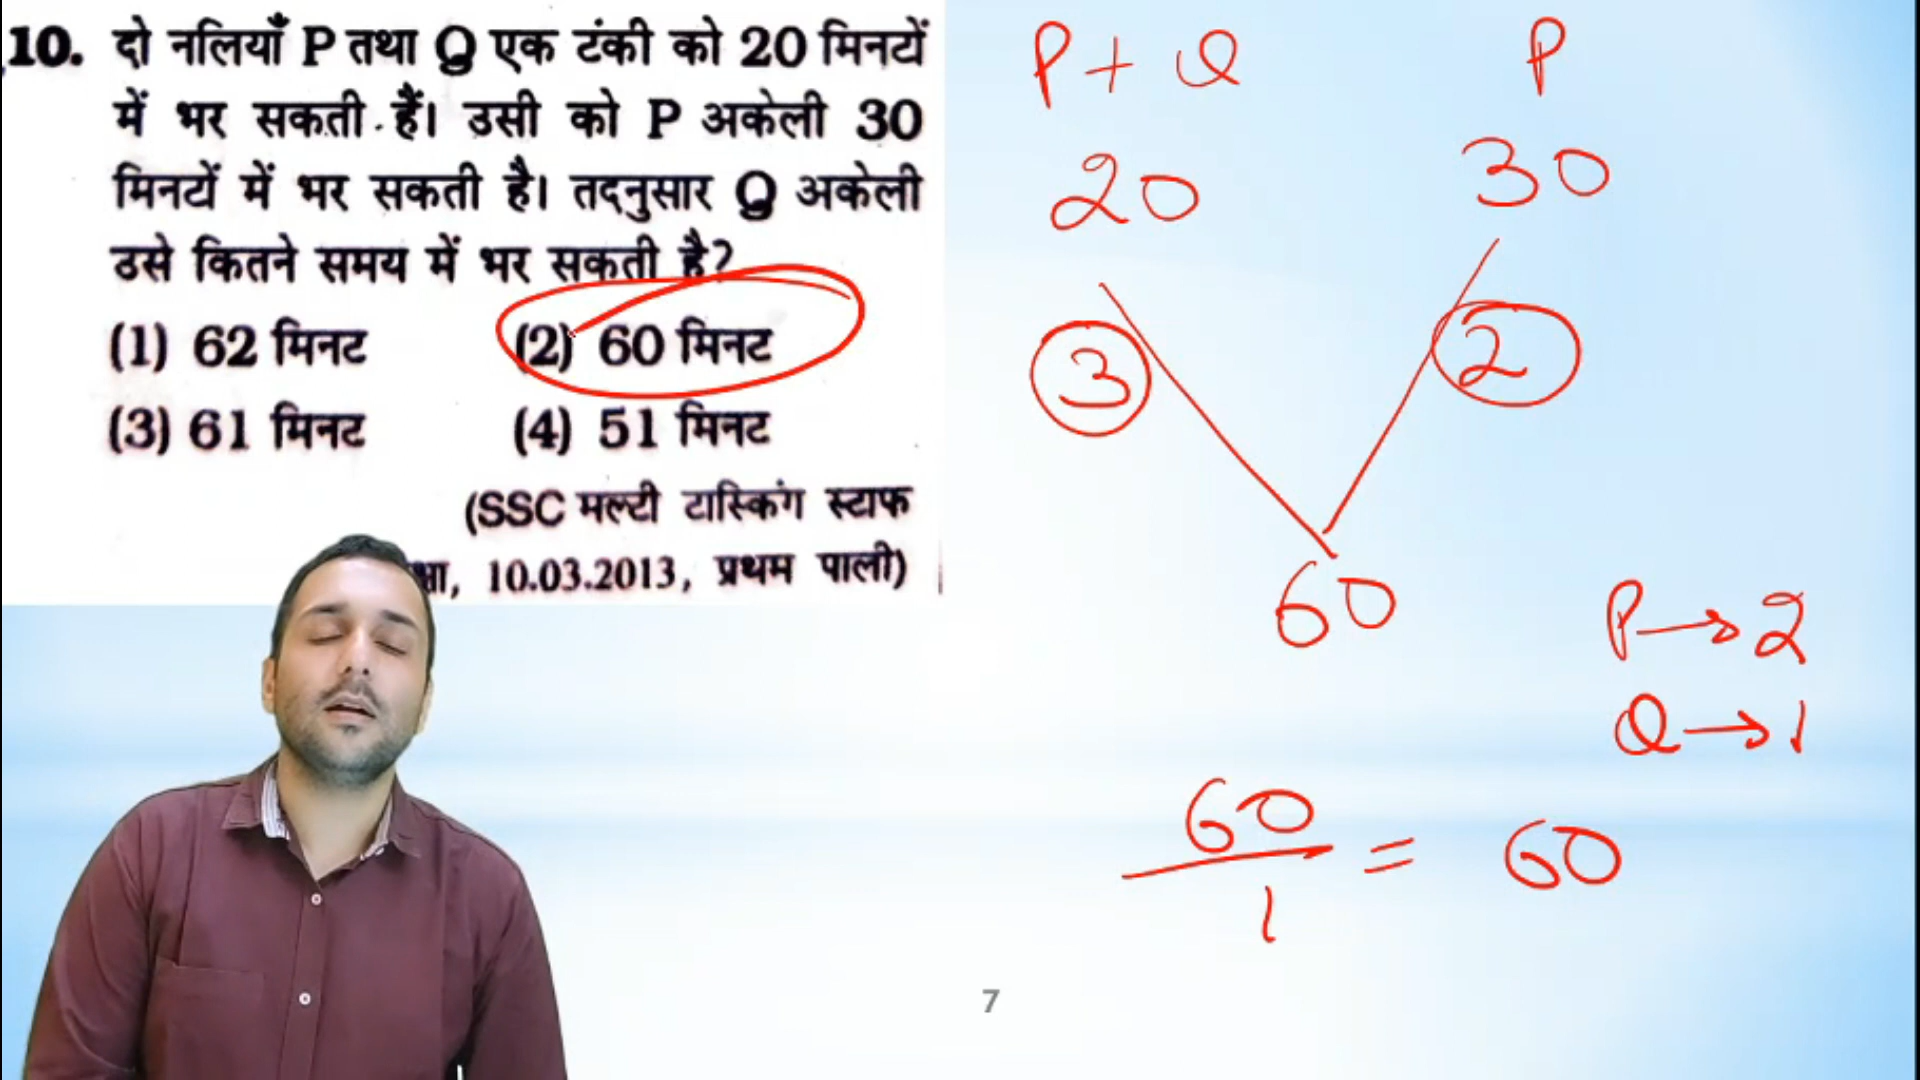 10. दो नलियाँ P तथा Q एक टंकी को 20 मिनटों
में भर सकती हैं। उसी को P अकेली 30
मिनटों में भर सकती है। तदनुसार Q अकेली
उसे कितने समय में भर सकती है?
(1) 62 मिनट (2) 60 मिनट
(3) 61 मिनट (4) 51 मिनट
(SSC मल्टी टास्किंग स्टाफ
10.03.2013, प्रथम पाली)
P + Q P
20 30
3 2
60
P → 2
Q → 1
60
1
= 60
7